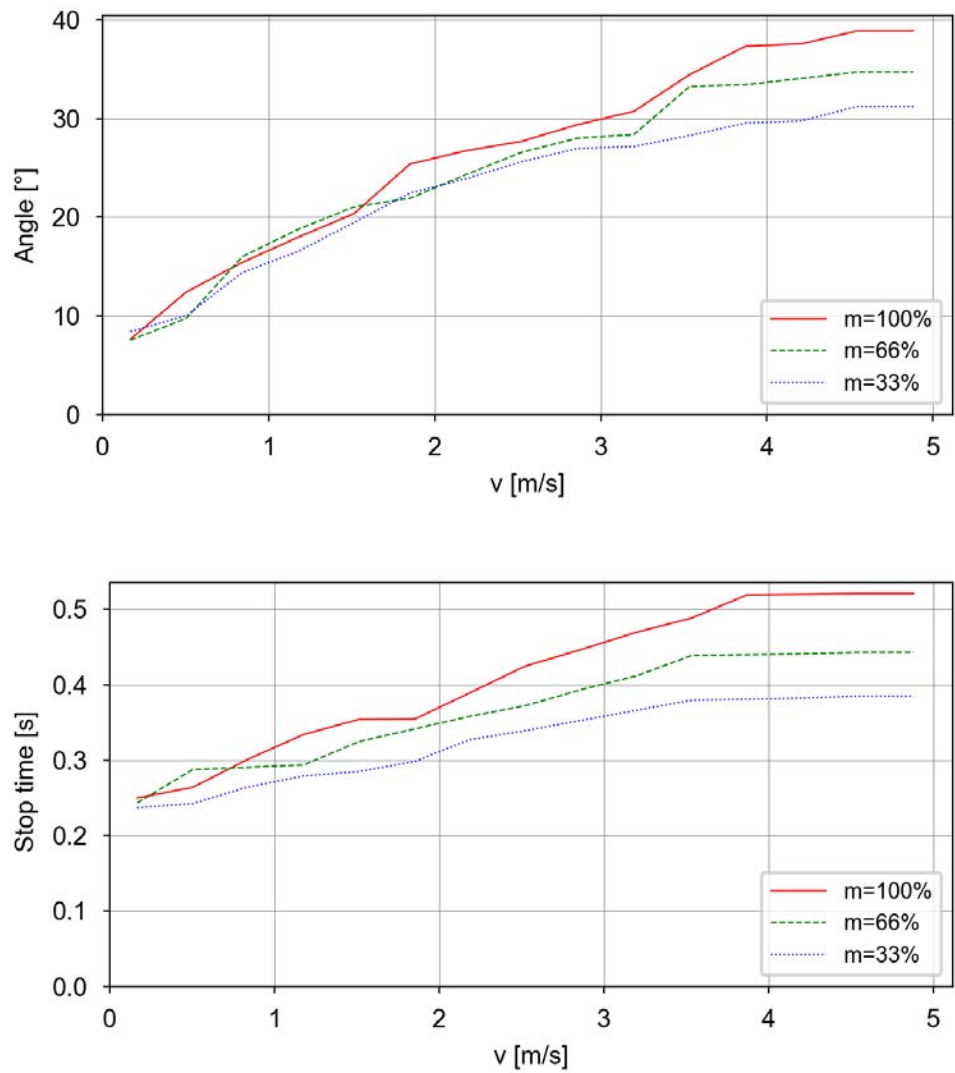 40
30
20
10
0
Angle [°]
m=100%
m=66%
m=33%
0 1 2 3 4 5
v [m/s]
0.5
0.4
0.3
0.2
0.1
0.0
Stop time [s]
m=100%
m=66%
m=33%
0 1 2 3 4 5
v [m/s]